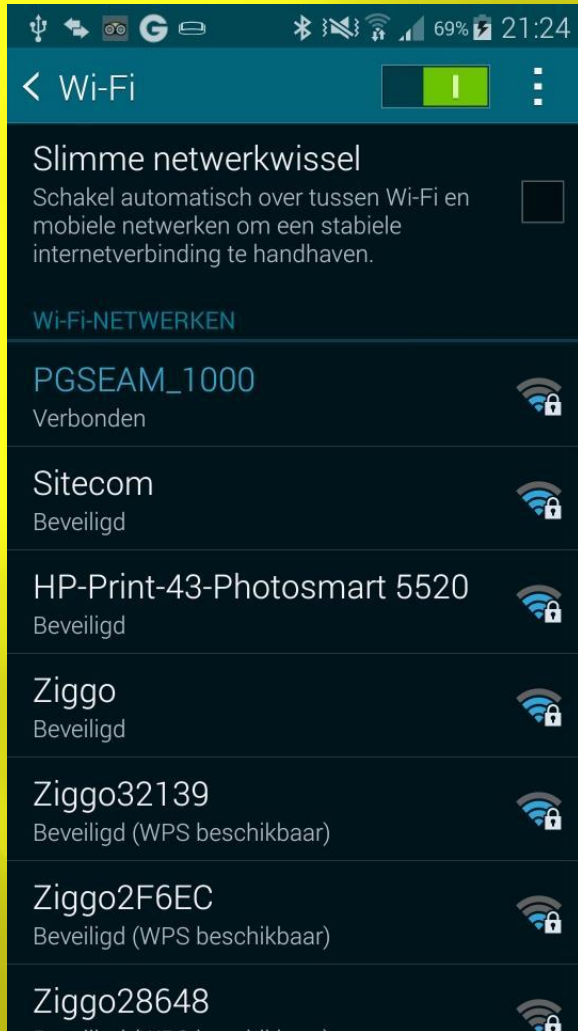 69% 21:24
Wi-Fi
Slimme netwerkwissel
Schakel automatisch over tussen Wi-Fi en
mobiele netwerken om een stabiele
internetverbinding te handhaven.
Wi-Fi-NETWERKEN
PGSEAM_1000
Verbonden
Sitecom
Beveiligd
HP-Print-43-Photosmart 5520
Beveiligd
Ziggo
Beveiligd
Ziggo32139
Beveiligd (WPS beschikbaar)
Ziggo2F6EC
Beveiligd (WPS beschikbaar)
Ziggo28648